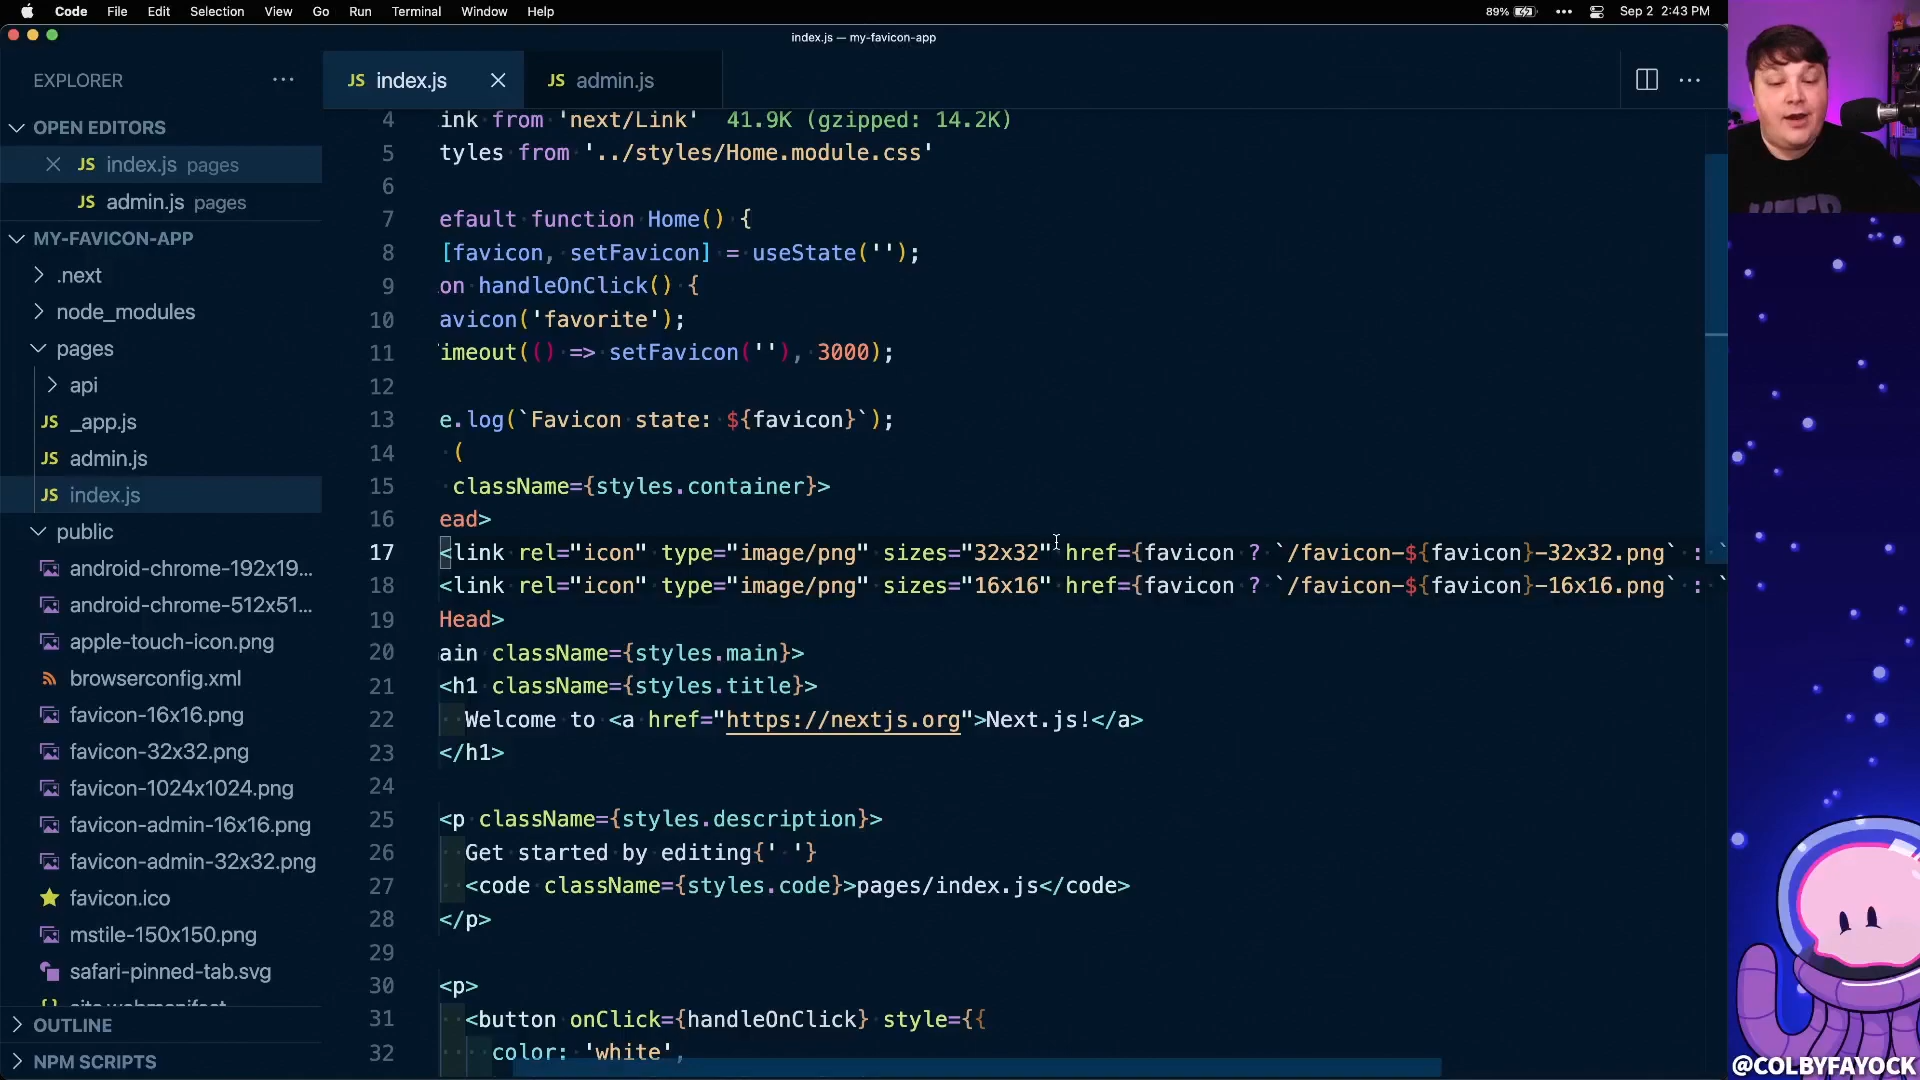 Code File Edit Selection View Go Run Terminal Window Help
89% Sep 2 2:43 PM
index.js — my-favicon-app
EXPLORER
JS index.js
JS admin.js
OPEN EDITORS
JS index.js pages
JS admin.js pages
MY-FAVICON-APP
.next
node_modules
pages
api
JS _app.js
JS admin.js
JS index.js
public
android-chrome-192x19...
android-chrome-512x51...
apple-touch-icon.png
browserconfig.xml
favicon-16x16.png
favicon-32x32.png
favicon-1024x1024.png
favicon-admin-16x16.png
favicon-admin-32x32.png
favicon.ico
mstile-150x150.png
safari-pinned-tab.svg
OUTLINE
NPM SCRIPTS
4 ink from 'next/Link' 41.9K (gzipped: 14.2K)
5 tyles from '../styles/Home.module.css'
6
7 efault function Home() {
8 [favicon, setFavicon] = useState('');
9 on handleOnClick() {
10 avicon('favorite');
11 imeout(() => setFavicon(''), 3000);
12
13 e.log(`Favicon state: ${favicon}`);
14 (
15 className={styles.container}>
16 ead>
17 <link rel="icon" type="image/png" sizes="32x32" href={favicon ? `/favicon-${favicon}-32x32.png` : `
18 <link rel="icon" type="image/png" sizes="16x16" href={favicon ? `/favicon-${favicon}-16x16.png` : `
19 Head>
20 ain className={styles.main}>
21 <h1 className={styles.title}>
22 Welcome to <a href="https://nextjs.org">Next.js!</a>
23 </h1>
24
25 <p className={styles.description}>
26 Get started by editing{' '}
27 <code className={styles.code}>pages/index.js</code>
28 </p>
29
30 <p>
31 <button onClick={handleOnClick} style={{
32 color: 'white',
@COLBYFAYOCK